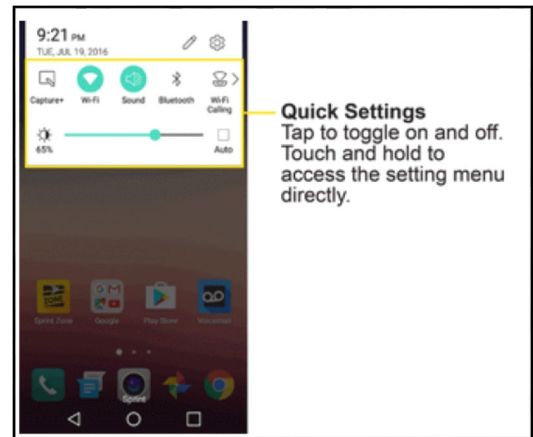 9:21 PM
TUE, JUL 19, 2016
Capture+ Wi-Fi Sound Bluetooth Wi-Fi
Calling
65% Auto
Quick Settings
Tap to toggle on and off.
Touch and hold to
access the setting menu
directly.
Sprint Zone Google Play Store Voicemail
Sprint